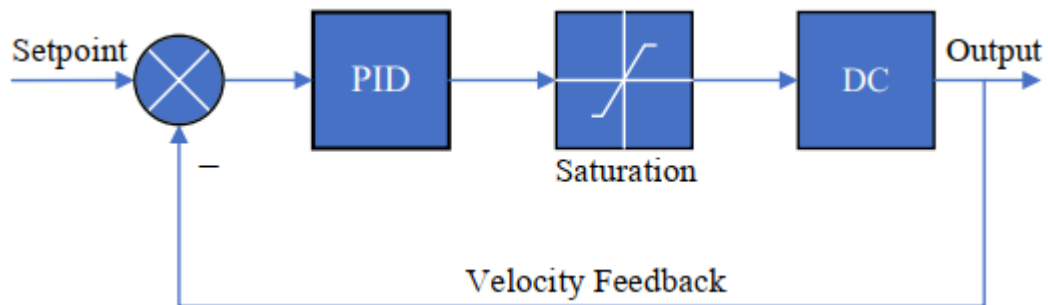 Setpoint
PID
DC
Output
Saturation
–
Velocity Feedback